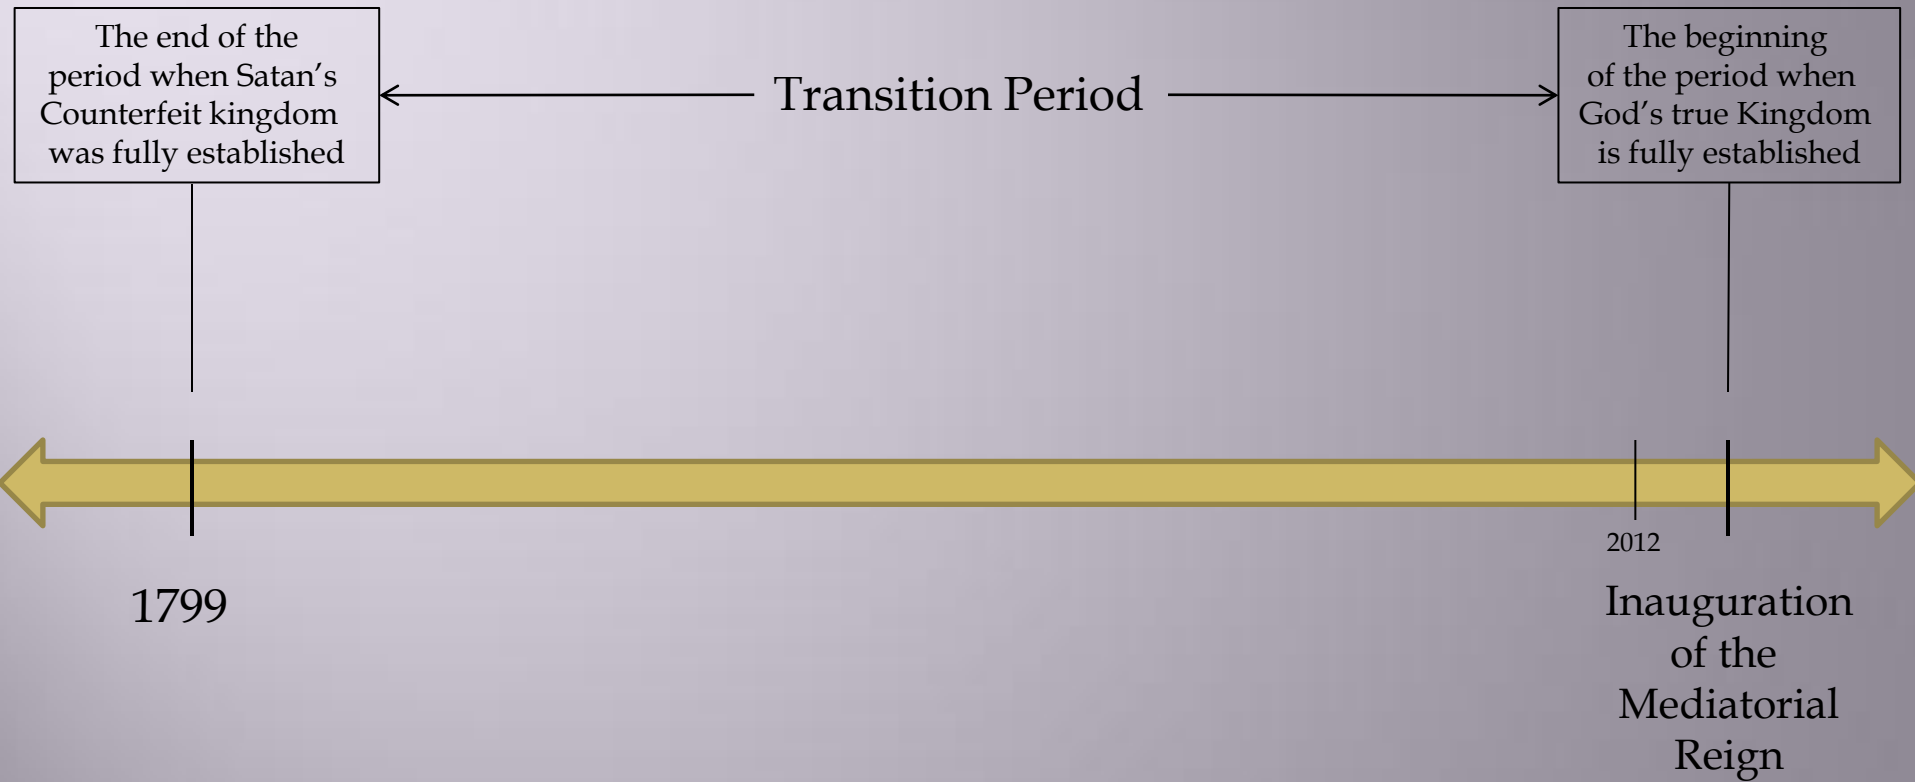 The end of the
period when Satan’s
Counterfeit kingdom
was fully established
Transition Period
The beginning
of the period when
God’s true Kingdom
is fully established
2012
1799
Inauguration
of the
Mediatorial
Reign